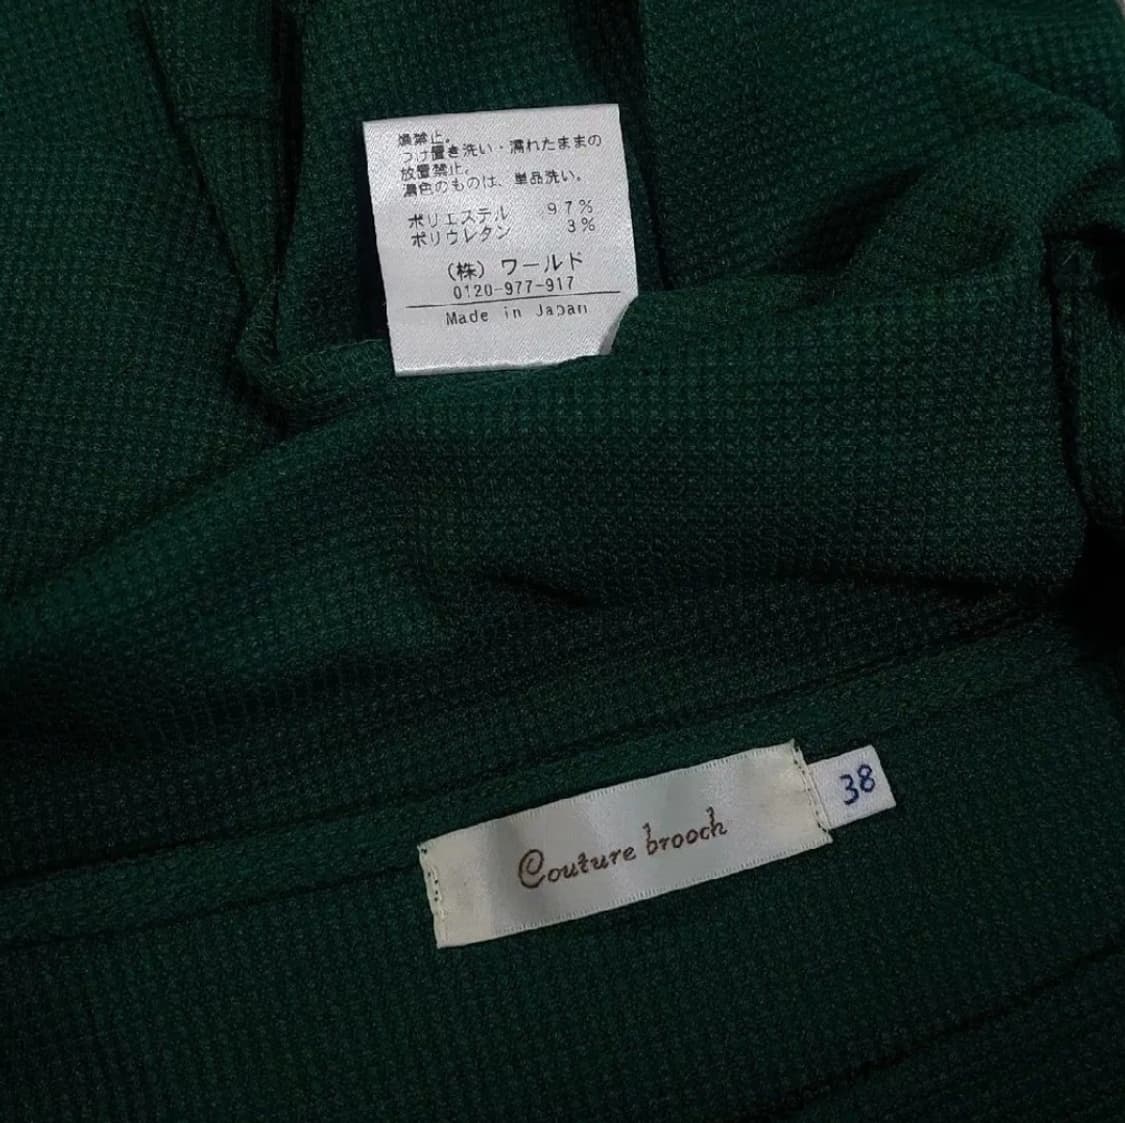 燥禁止。
つけ置き洗い・濡れたままの
放置禁止。
濃色のものは、単品洗い。
ポリエステル 97%
ポリウレタン 3%
(株) ワールド
0120-977-917
Made in Japan
Couture brooch
38